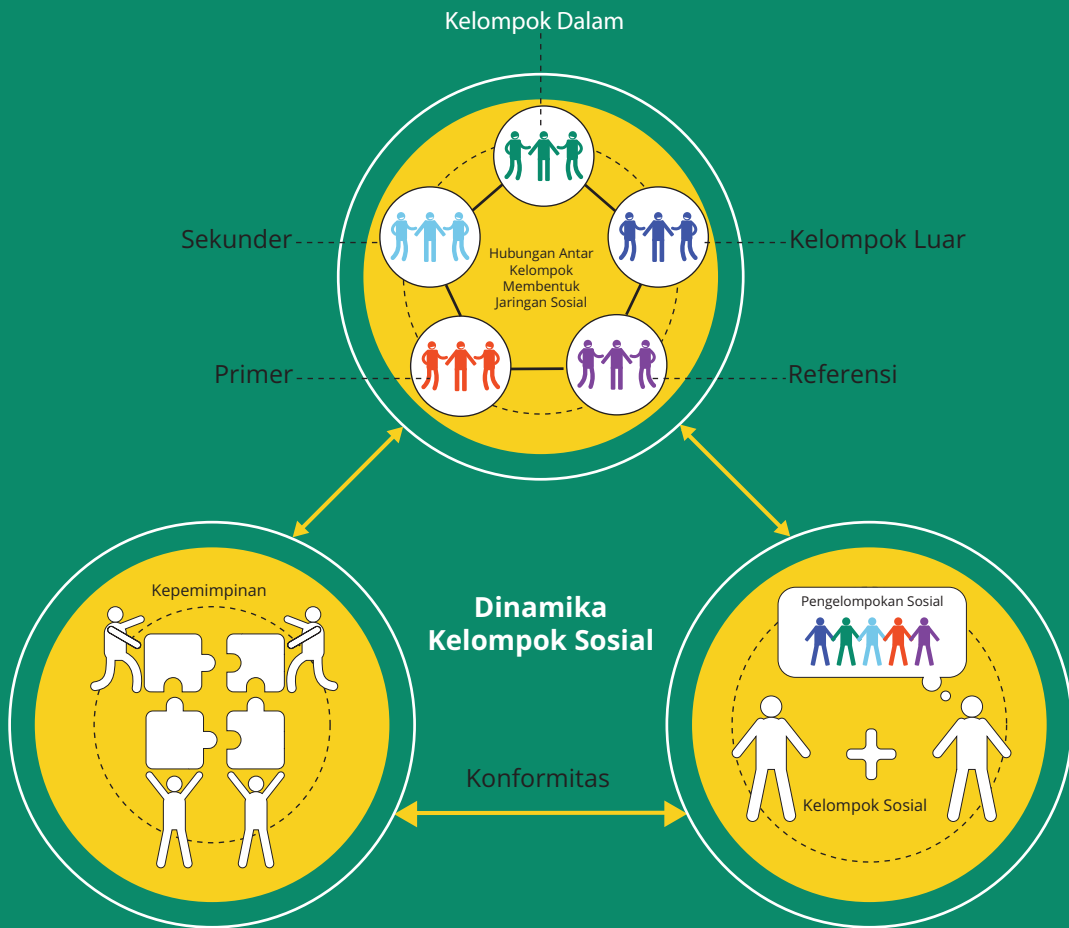 Kelompok Dalam
Sekunder
Kelompok Luar
Hubungan Antar
Kelompok
Membentuk
Jaringan Sosial
Primer
Referensi
Kepemimpinan
Dinamika
Kelompok Sosial
Pengelompokan Sosial
Konformitas
Kelompok Sosial